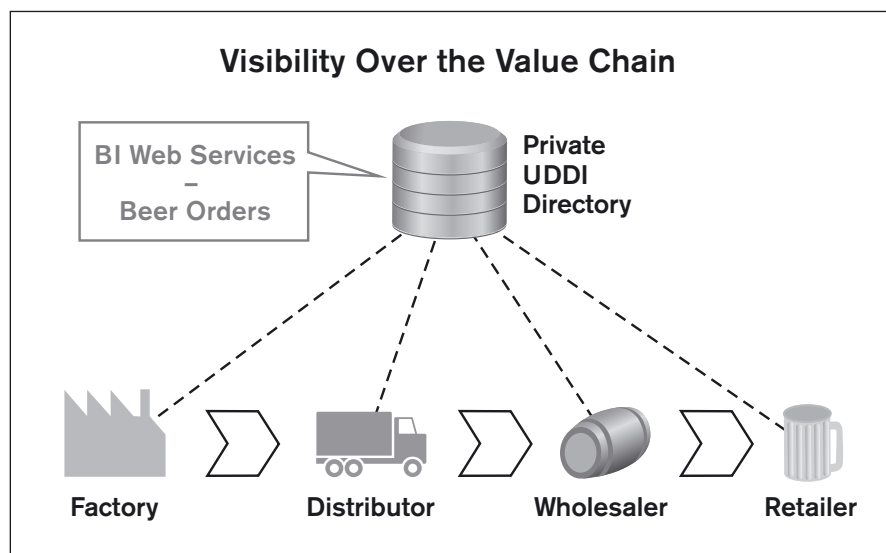 Visibility Over the Value Chain
BI Web Services
–
Beer Orders
Private
UDDI
Directory
Factory
Distributor
Wholesaler
Retailer